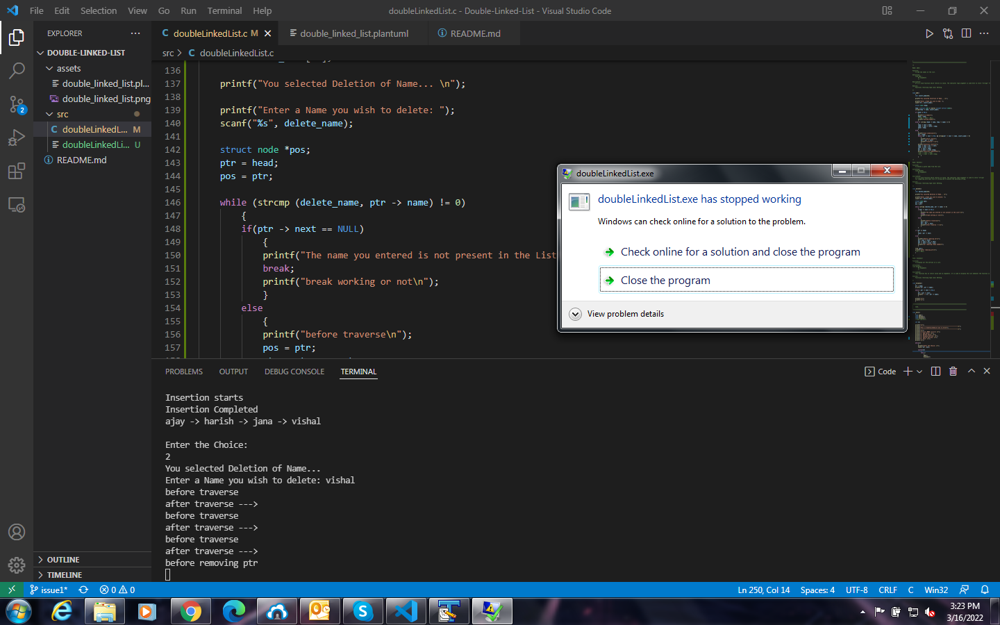 File Edit Selection View Go Run Terminal Help
doubleLinkedList.c - Double-Linked-List - Visual Studio Code
EXPLORER
DOUBLE-LINKED-LIST
assets
double_linked_list.pl...
double_linked_list.png
src
C doubleLinkedL... M
doubleLinkedLi... U
README.md
OUTLINE
TIMELINE
2
C doubleLinkedList.c M
double_linked_list.plantuml
README.md
src > C doubleLinkedList.c
136
137 printf("You selected Deletion of Name... \n");
138
139 printf("Enter a Name you wish to delete: ");
140 scanf("%s", delete_name);
141
142 struct node *pos;
143 ptr = head;
144 pos = ptr;
145
146 while (strcmp (delete_name, ptr -> name) != 0)
147 {
148 if(ptr -> next == NULL)
149 {
150 printf("The name you entered is not present in the List
151 break;
152 printf("break working or not\n");
153 }
154 else
155 {
156 printf("before traverse\n");
157 pos = ptr;
doubleLinkedList.exe
doubleLinkedList.exe has stopped working
Windows can check online for a solution to the problem.
Check online for a solution and close the program
Close the program
View problem details
PROBLEMS OUTPUT DEBUG CONSOLE TERMINAL
Code
Insertion starts
Insertion Completed
ajay -> harish -> jana -> vishal
Enter the Choice:
2
You selected Deletion of Name...
Enter a Name you wish to delete: vishal
before traverse
after traverse --->
before traverse
after traverse --->
before traverse
after traverse --->
before removing ptr
issue1* 0 0
Ln 250, Col 14 Spaces: 4 UTF-8 CRLF C Win32
3:23 PM
3/16/2022